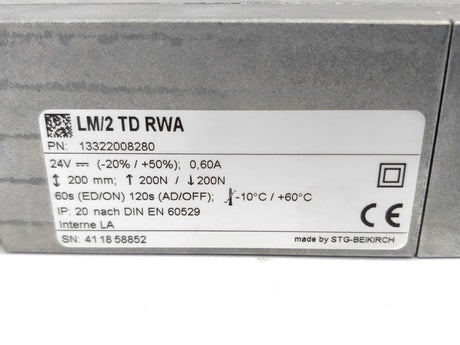 LM/2 TD RWA
PN: 13322008280
24V ⎓ (-20% / +50%); 0,60A
↕ 200 mm; ↑ 200N / ↓ 200N
60s (ED/ON) 120s (AD/OFF); -10°C / +60°C
IP: 20 nach DIN EN 60529
Interne LA
CE
SN: 41 18 58852
made by STG-BEIKIRCH